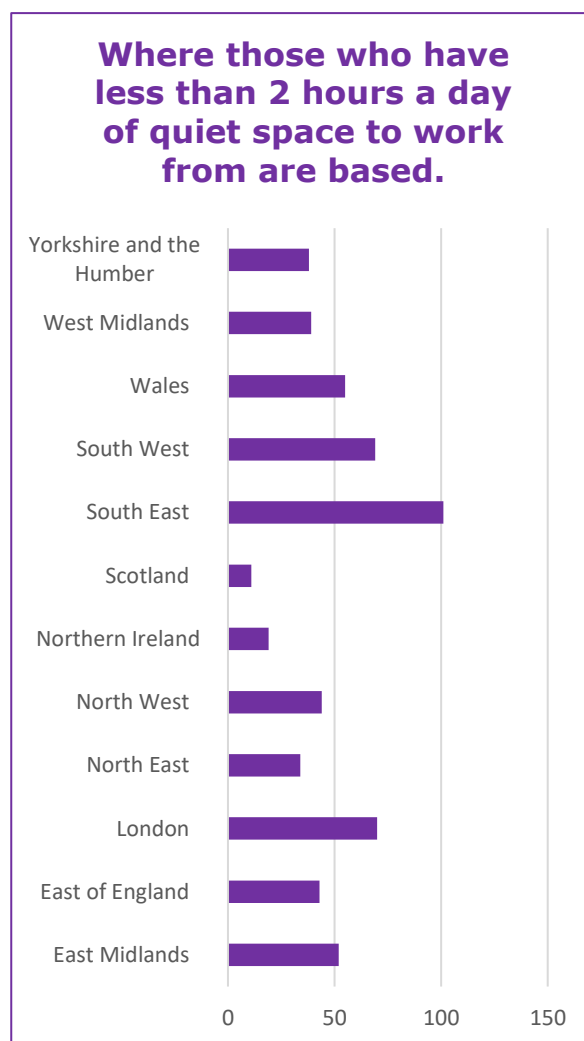 Where those who have
less than 2 hours a day
of quiet space to work
from are based.
Yorkshire and the
Humber
West Midlands
Wales
South West
South East
Scotland
Northern Ireland
North West
North East
London
East of England
East Midlands
0 50 100 150